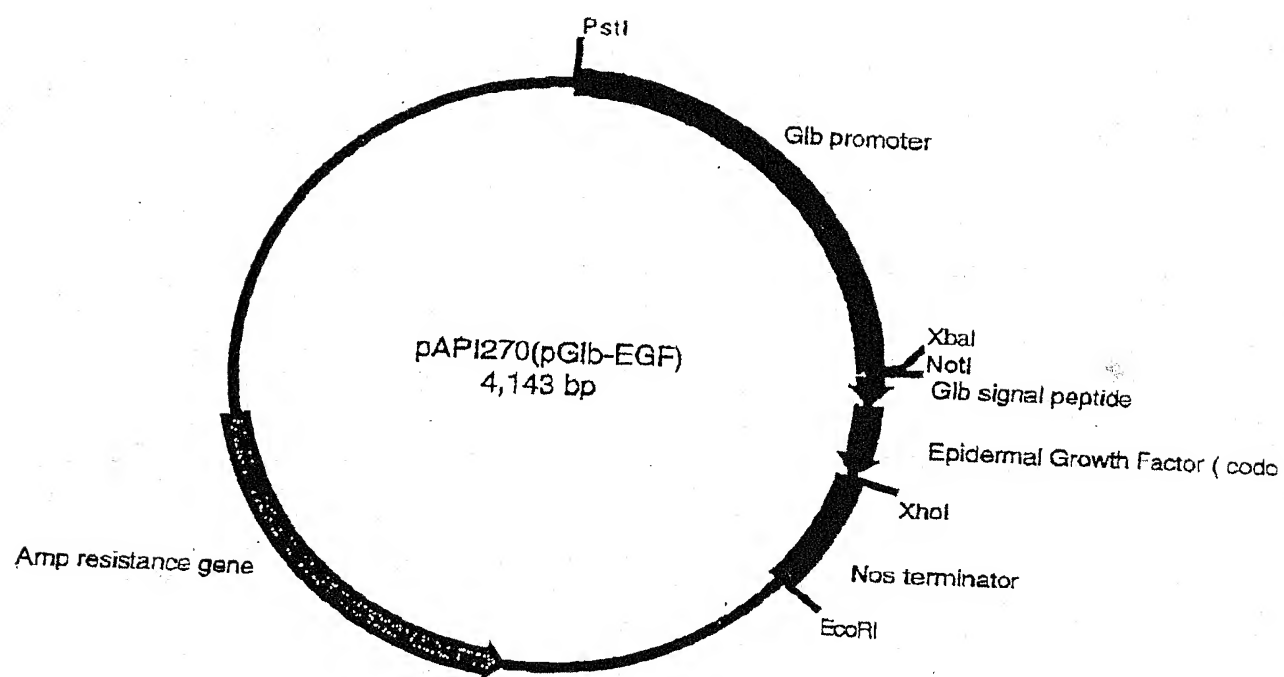 PstI
Glb promoter
XbaI
NotI
Glb signal peptide
pAPI270(pGlb-EGF)
4,143 bp
Epidermal Growth Factor ( codo
XhoI
Amp resistance gene
Nos terminator
EcoRI